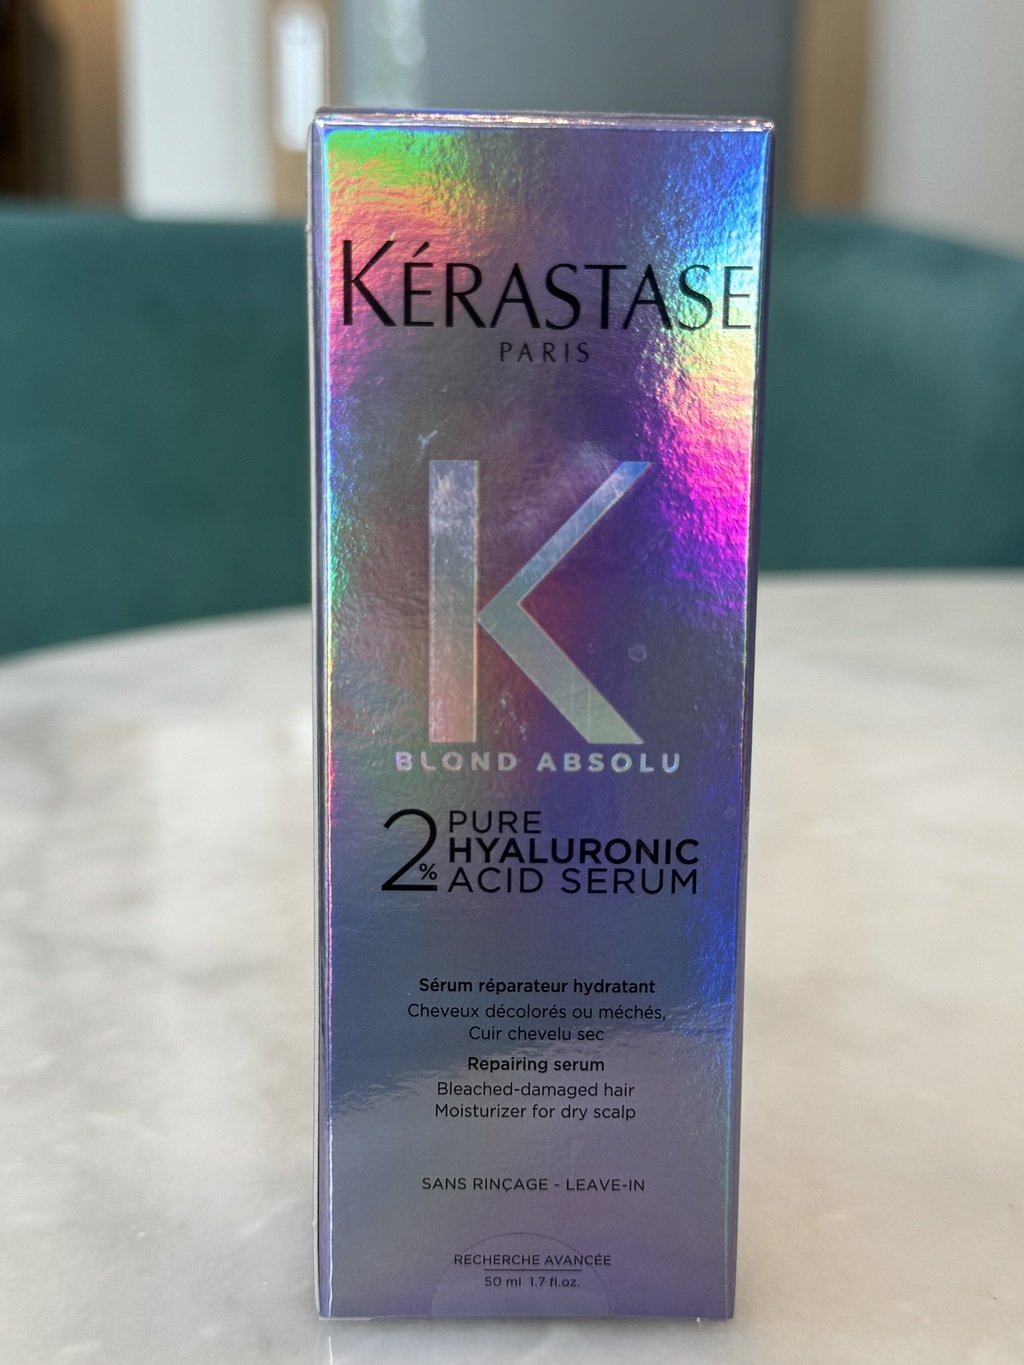 KÉRASTASE
PARIS
K
BLOND ABSOLU
2% PURE
HYALURONIC
ACID SERUM
Sérum réparateur hydratant
Cheveux décolorés ou méchés,
Cuir chevelu sec
Repairing serum
Bleached-damaged hair
Moisturizer for dry scalp
SANS RINÇAGE - LEAVE-IN
RECHERCHE AVANCÉE
50 ml 1.7 fl.oz.